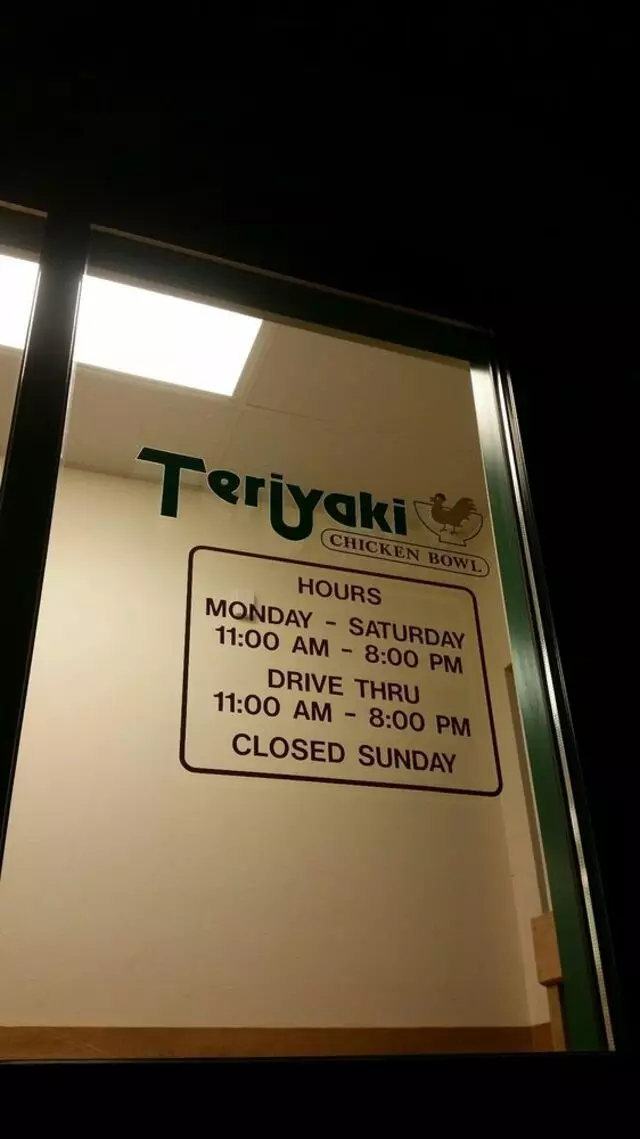 Teriyaki
CHICKEN BOWL
HOURS
MONDAY - SATURDAY
11:00 AM - 8:00 PM
DRIVE THRU
11:00 AM - 8:00 PM
CLOSED SUNDAY